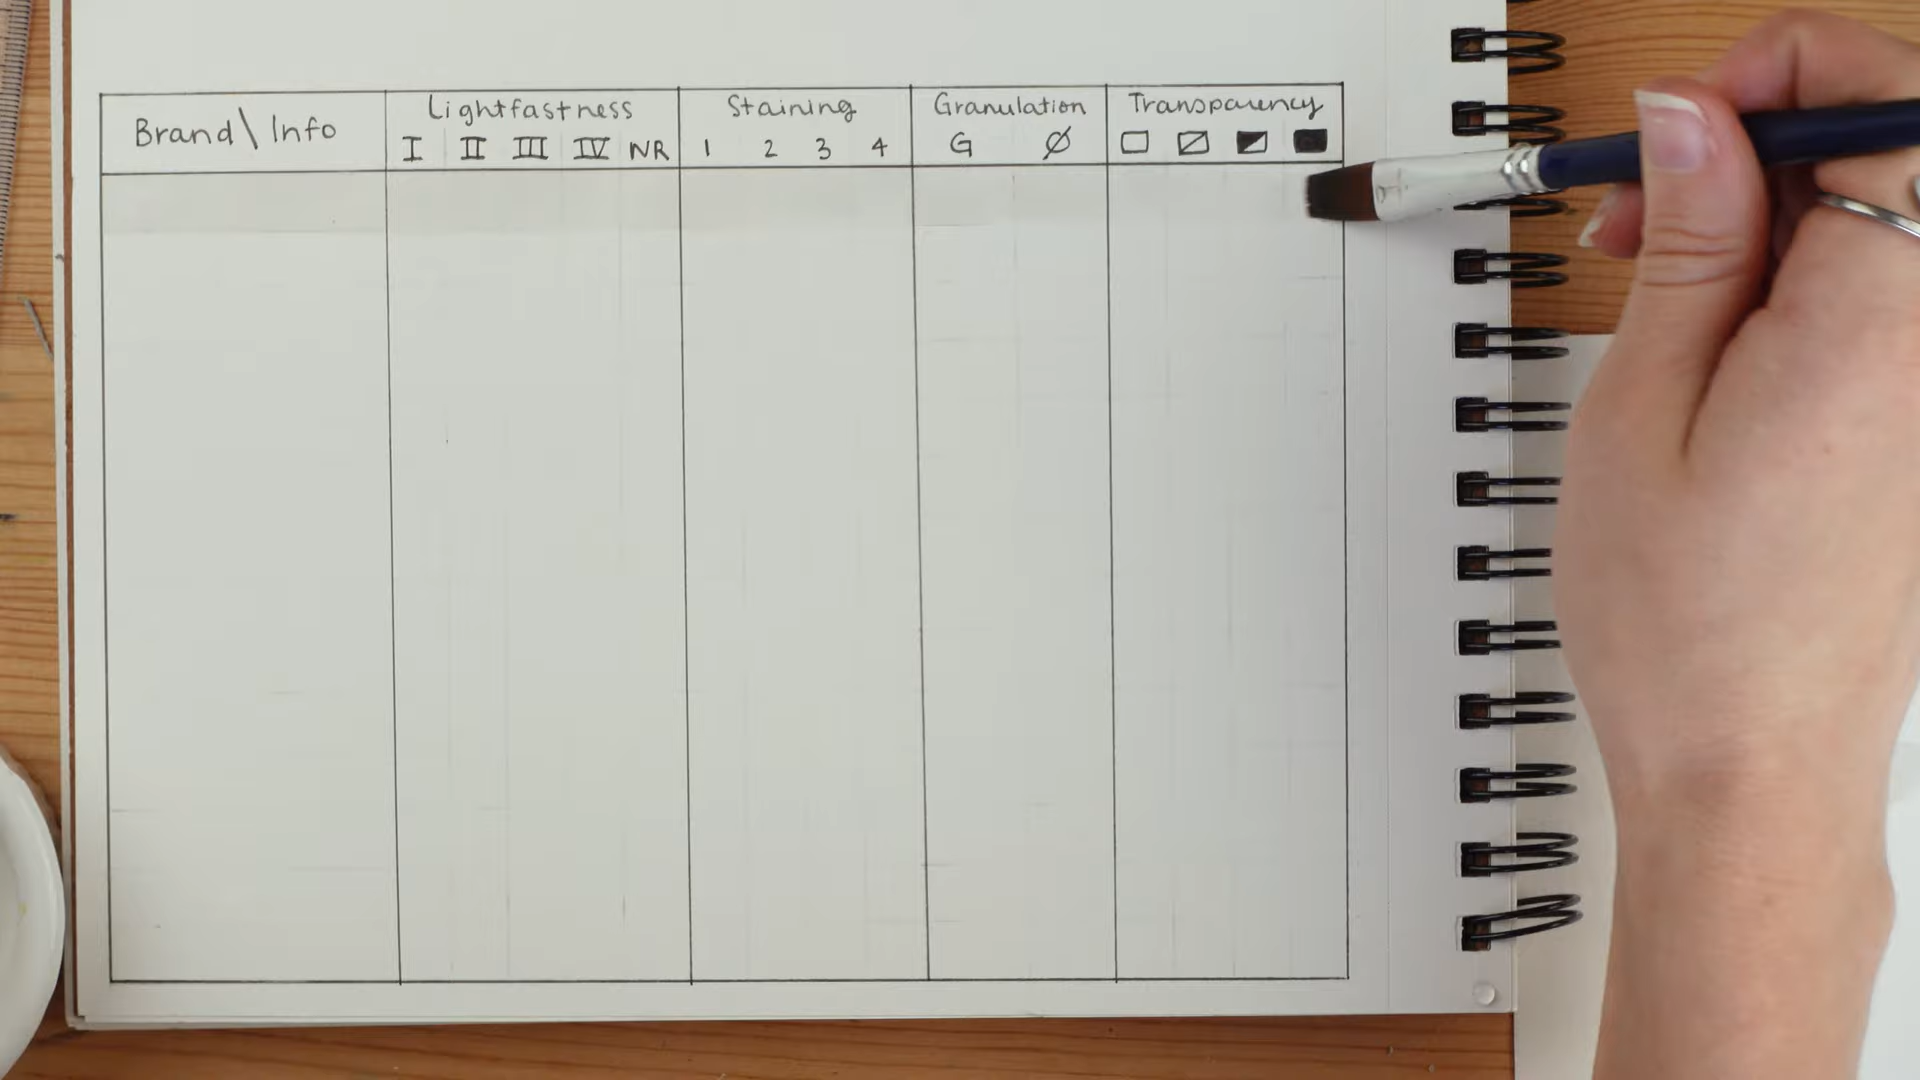 Brand\Info
Lightfastness
I II III IV NR
Staining
1 2 3 4
Granulation
G Ø
Transparency